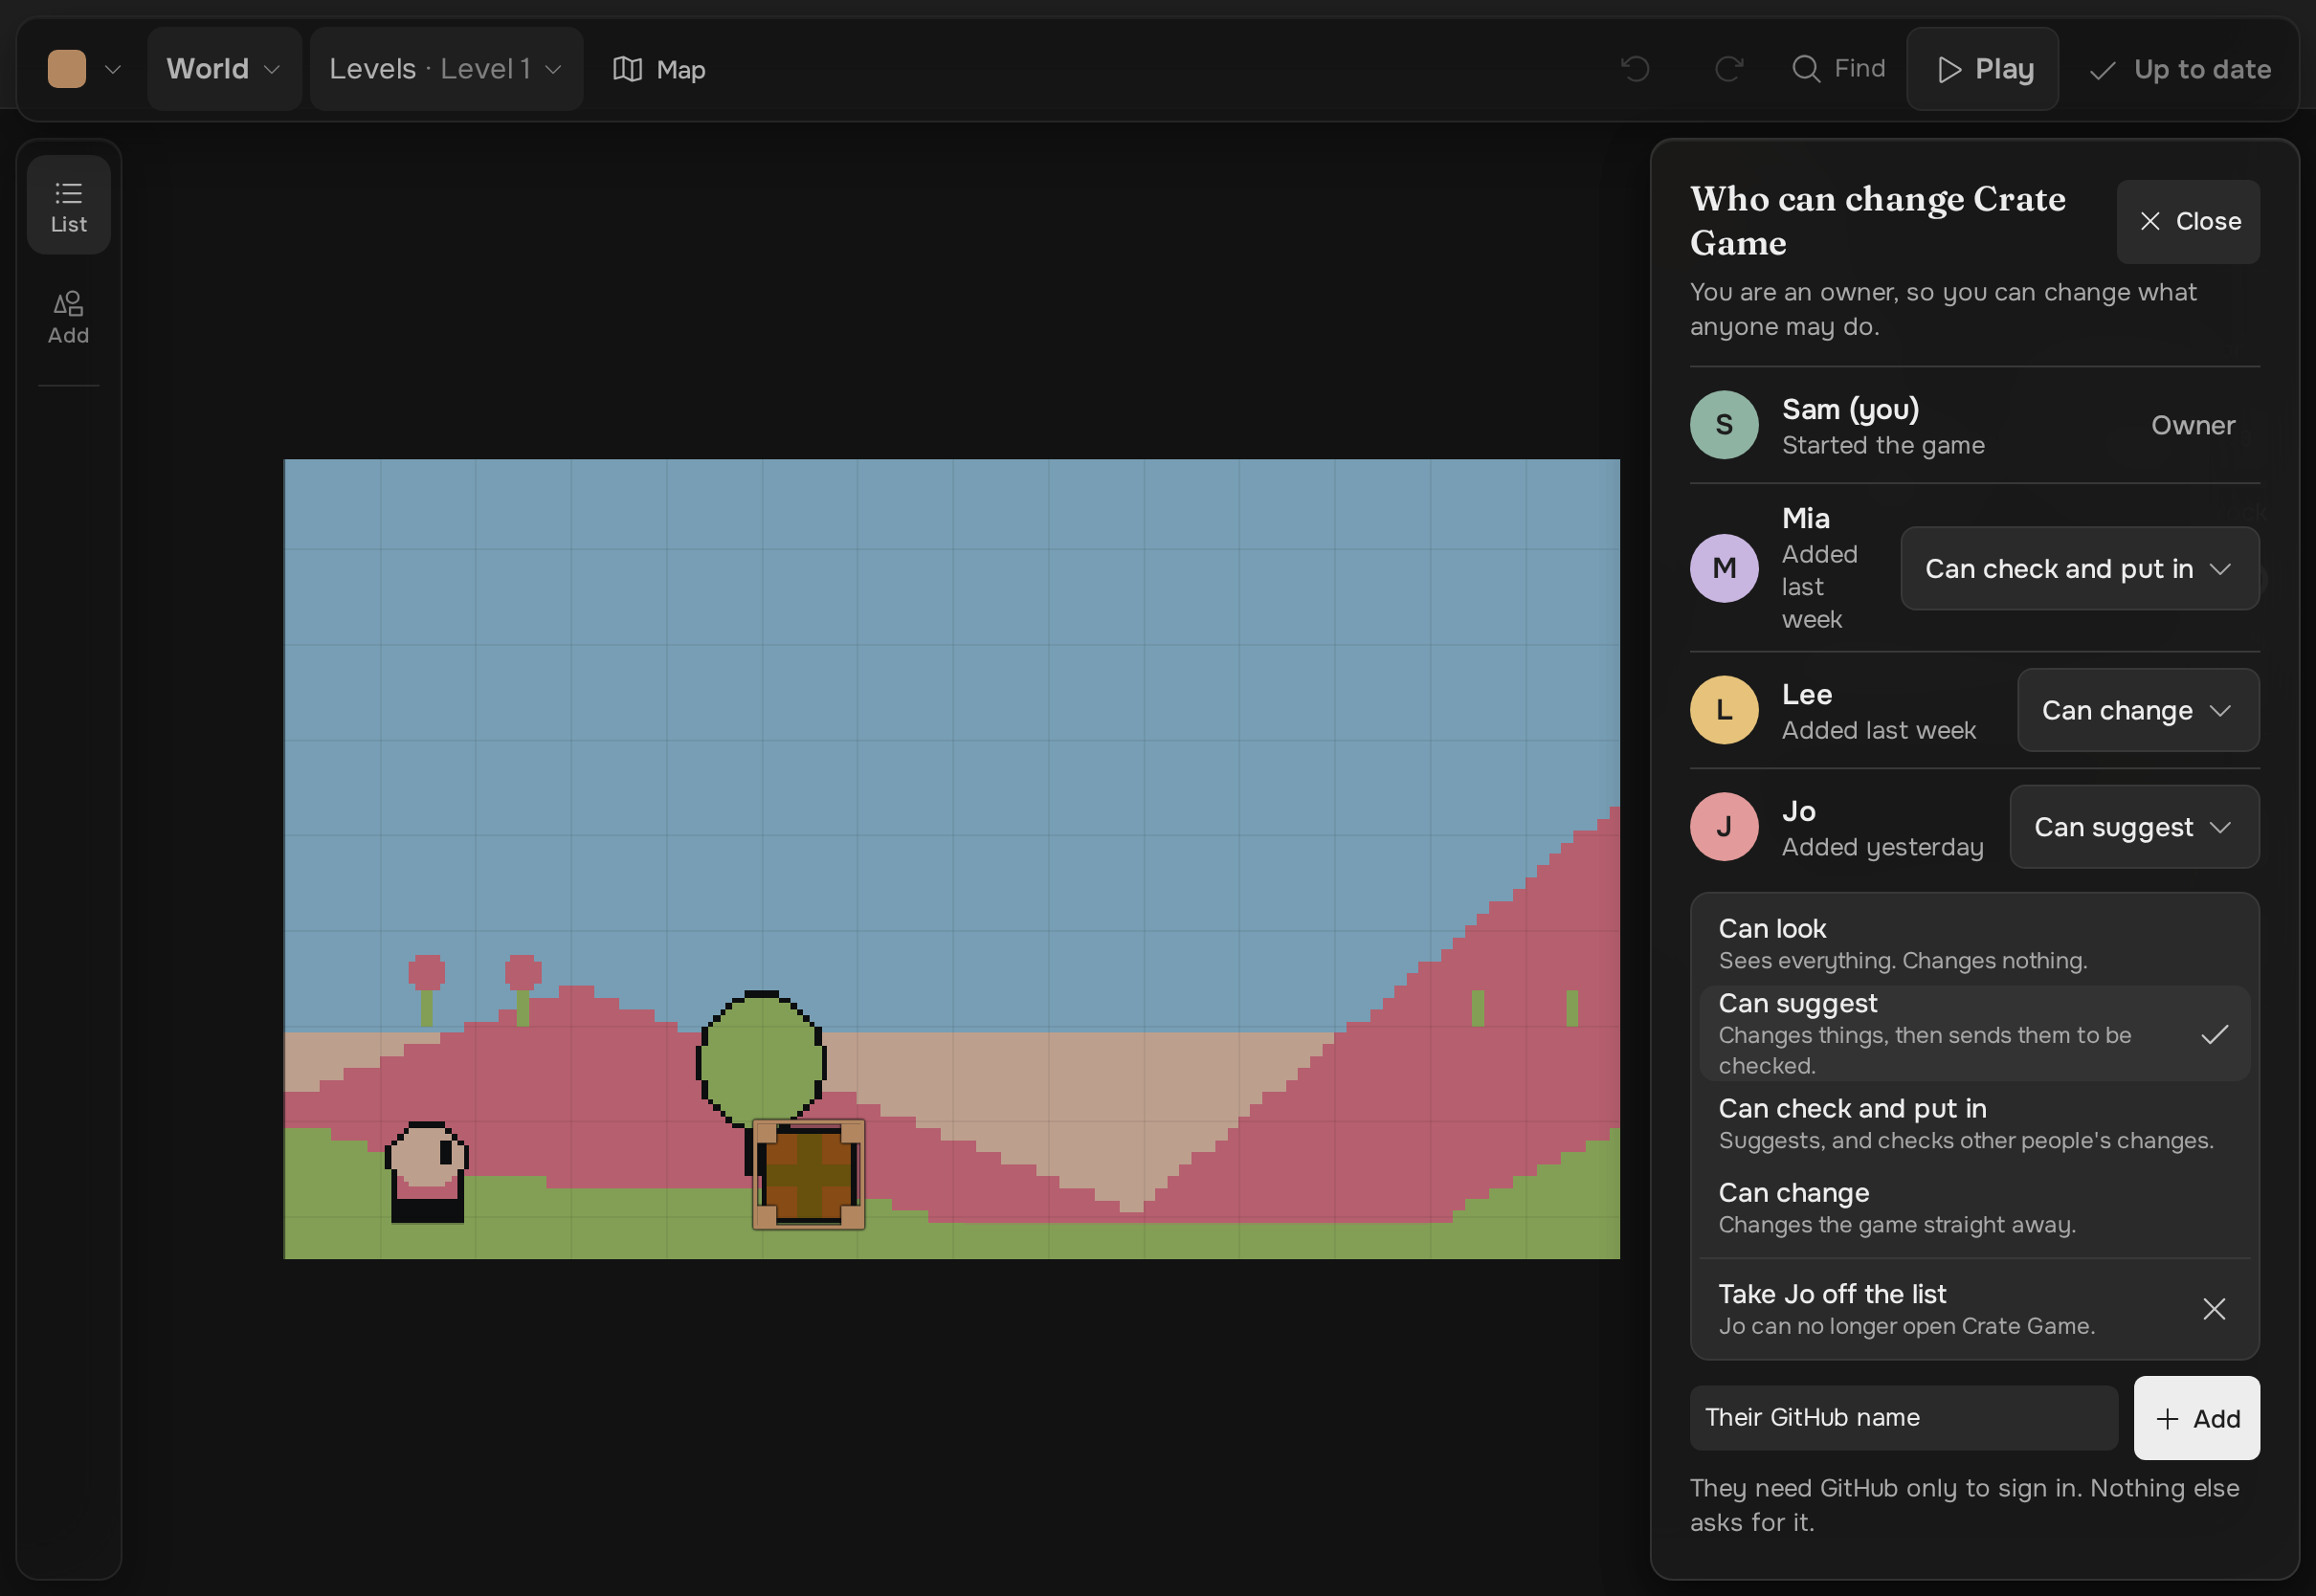 World
Levels · Level 1
Map
Find
Play
Up to date
List
Add
Who can change Crate
Game
Close
You are an owner, so you can change what
anyone may do.
S
Sam (you)
Started the game
Owner
M
Mia
Added
last
week
Can check and put in
L
Lee
Added last week
Can change
J
Jo
Added yesterday
Can suggest
Can look
Sees everything. Changes nothing.
Can suggest
Changes things, then sends them to be
checked.
Can check and put in
Suggests, and checks other people's changes.
Can change
Changes the game straight away.
Take Jo off the list
Jo can no longer open Crate Game.
Their GitHub name
Add
They need GitHub only to sign in. Nothing else
asks for it.